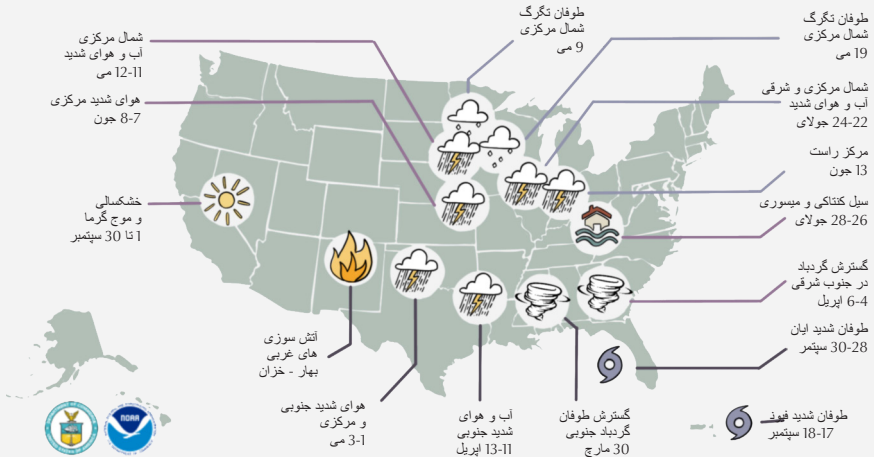 طوفان تگرگ
شمال مرکزی
9 می
طوفان تگرگ
شمال مرکزی
19 می
شمال مرکزی
آب و هوای شدید
11-12 می
شمال مرکزی و شرقی
آب و هوای شدید
22-24 جولای
هوای شدید مرکزی
7-8 جون
مرکز راست
13 جون
خشکسالی
و موج گرما
1 تا 30 سپتمبر
سیل کنتاکی و میسوری
26-28 جولای
گسترش گردباد
در جنوب شرقی
4-6 اپریل
آتش سوزی
های غربی
بهار - خزان
طوفان شدید ایان
28-30 سپتمر
هوای شدید جنوبی
و مرکزی
1-3 می
آب و هوای
شدید جنوبی
11-13 اپریل
گسترش طوفان
گردباد جنوبی
30 مارچ
طوفان شدید فیونا
17-18 سپتمبر
NOAA